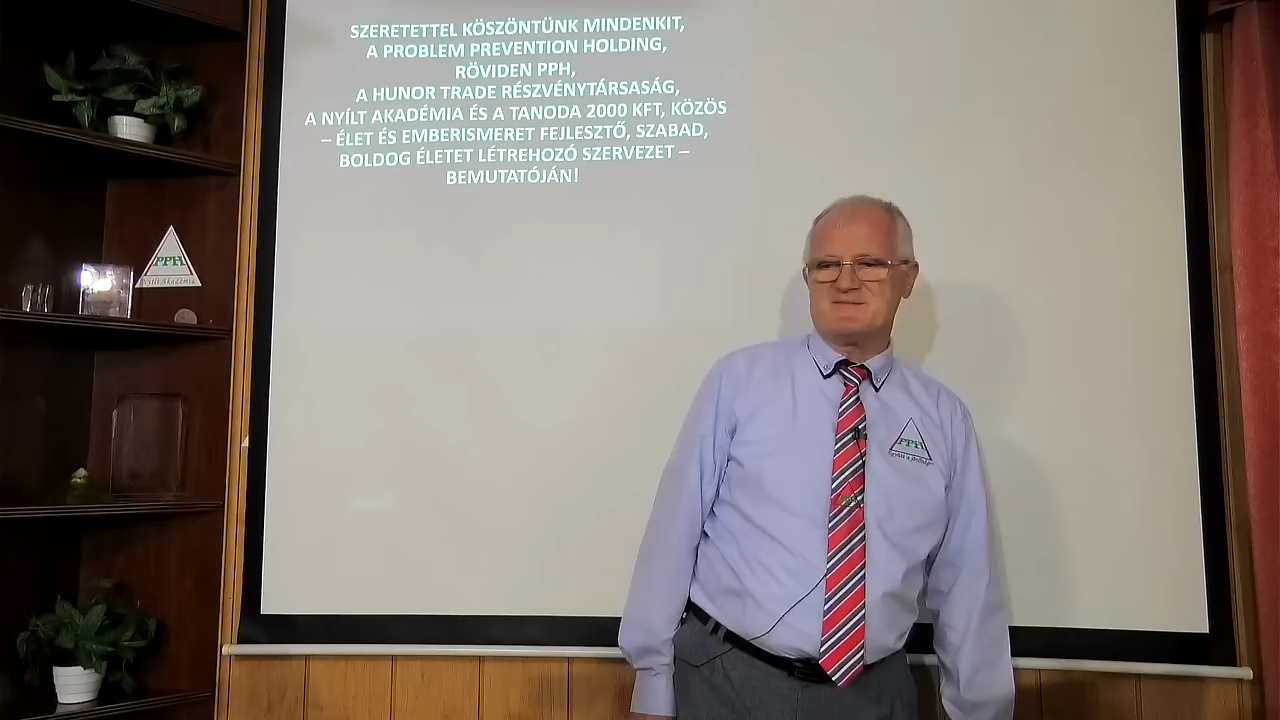 SZERETETTEL KÖSZÖNTÜNK MINDENKIT,
A PROBLEM PREVENTION HOLDING,
RÖVIDEN PPH,
A HUNOR TRADE RÉSZVÉNYTÁRSASÁG,
A NYÍLT AKADÉMIA ÉS A TANODA 2000 KFT, KÖZÖS
– ÉLET ÉS EMBERISMERET FEJLESZTŐ, SZABAD,
BOLDOG ÉLETET LÉTREHOZÓ SZERVEZET –
BEMUTATÓJÁN!
PPH
Nyílt Akadémia
PPH